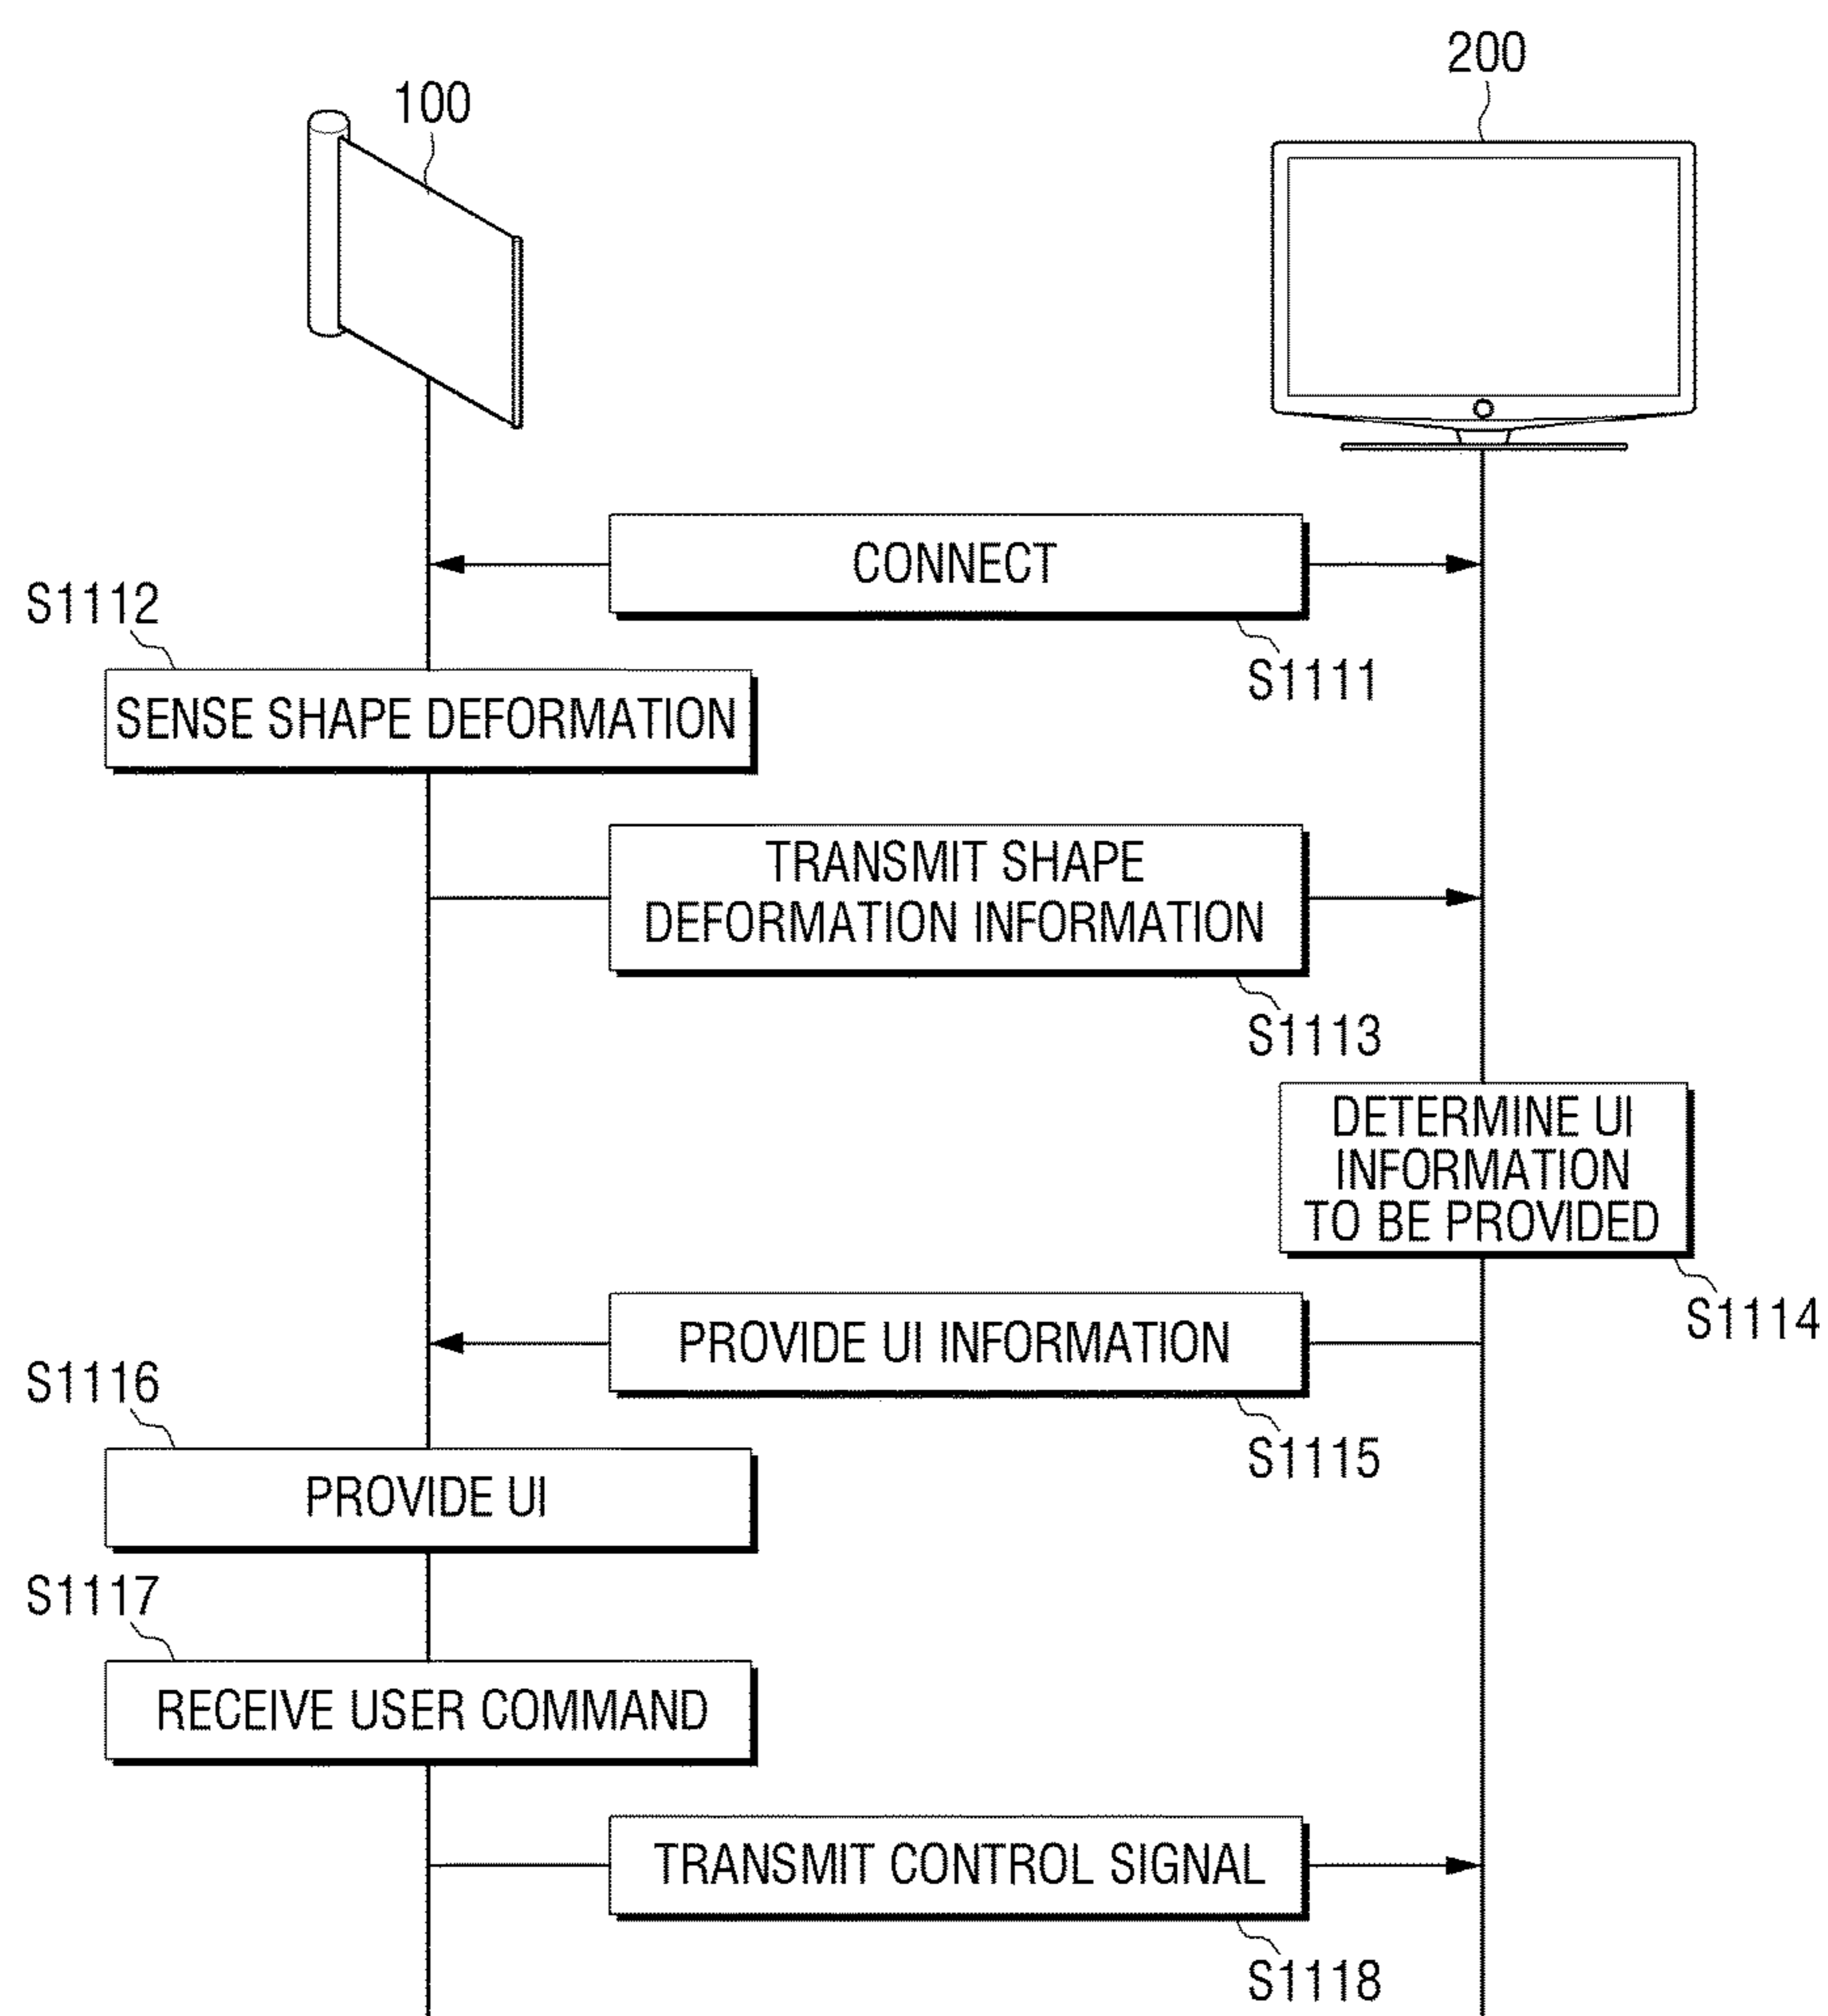 200
100
CONNECT
S1111
S1112
SENSE SHAPE DEFORMATION
TRANSMIT SHAPE
DEFORMATION INFORMATION
S1113
DETERMINE UI
INFORMATION
TO BE PROVIDED
S1114
PROVIDE UI INFORMATION
S1115
S1116
PROVIDE UI
S1117
RECEIVE USER COMMAND
TRANSMIT CONTROL SIGNAL
S1118